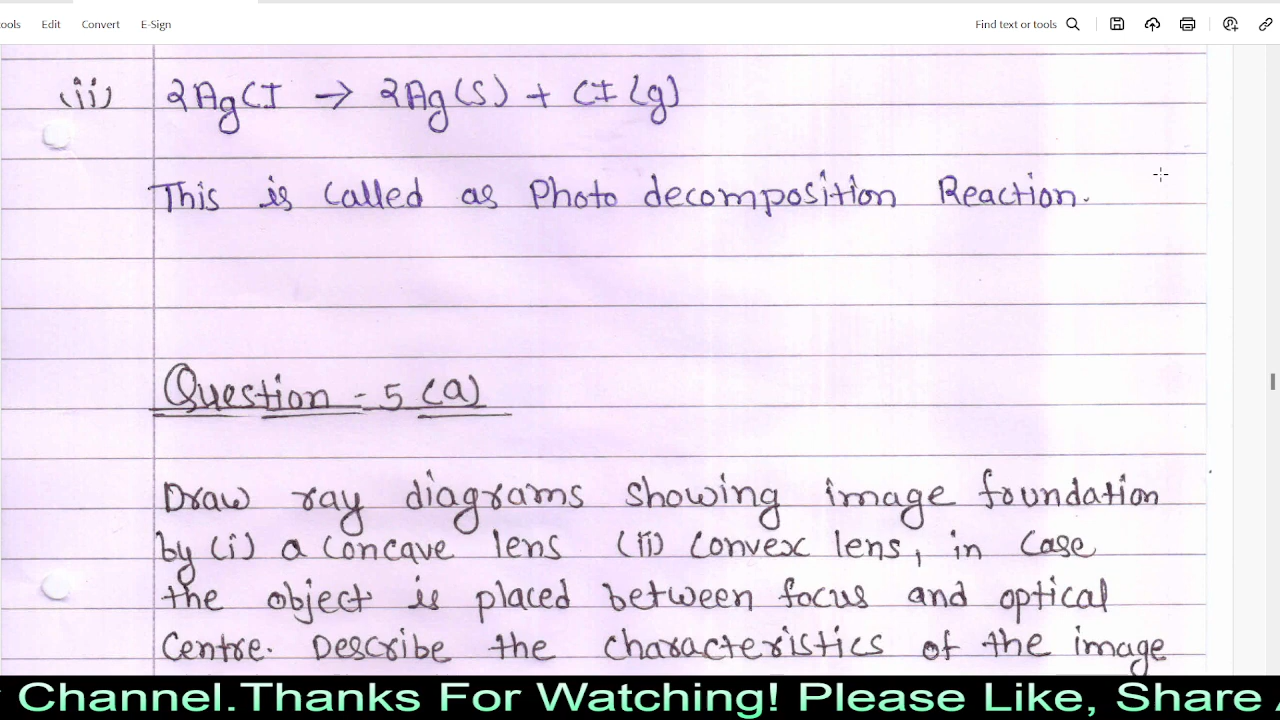 ools Edit Convert E-Sign Find text or tools
(ii) 2AgCI → 2Ag(s) + CI(g)
This is called as Photo decomposition Reaction.
Question - 5 (a)
Draw ray diagrams showing image foundation
by (i) a concave lens (ii) convex lens, in case
the object is placed between focus and optical
Centre. Describe the characteristics of the image
Channel.Thanks For Watching! Please Like, Share